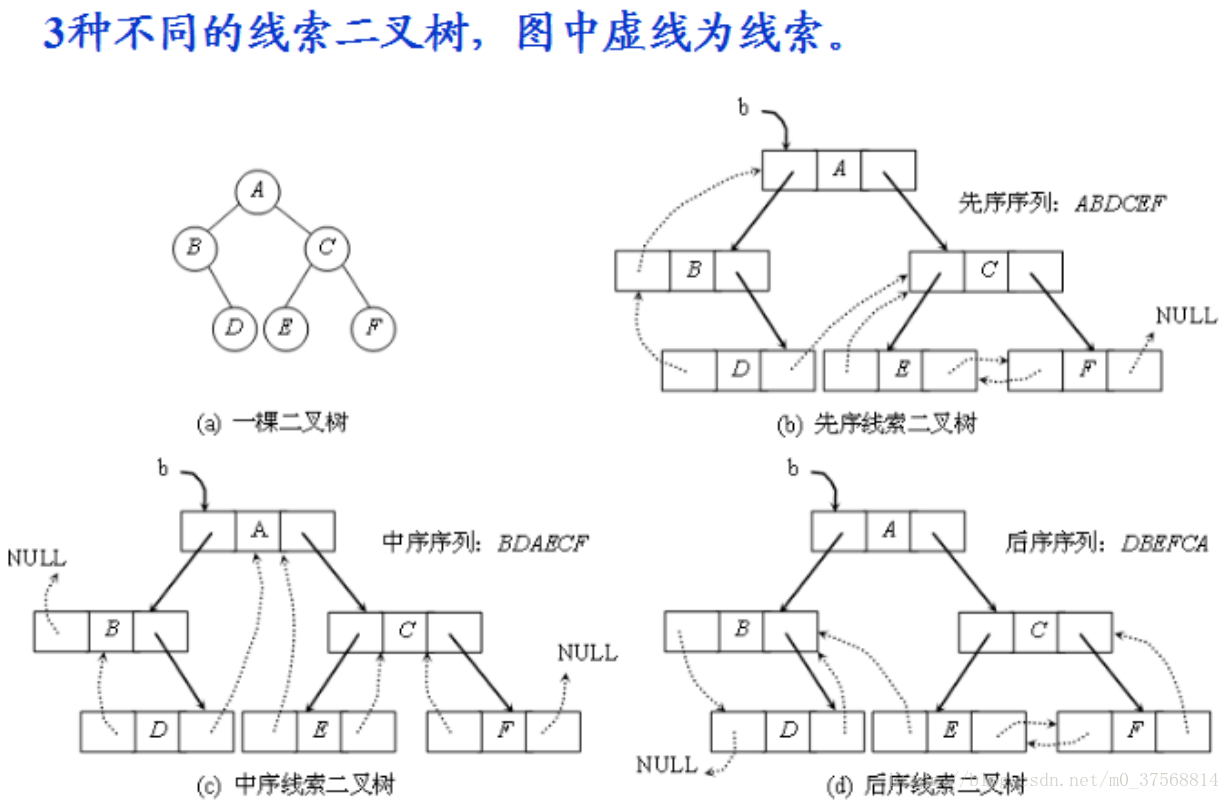 3种不同的线索二叉树，图中虚线为线索。
b
A
A
先序序列：ABDCEF
B
C
B
C
NULL
D
E
F
D
E
F
(a) 一棵二叉树
(b) 先序线索二叉树
b
b
A
中序序列：BDAECF
A
后序序列：DBEFCA
NULL
B
C
B
C
NULL
D
E
F
D
E
F
NULL
(c) 中序线索二叉树
(d) 后序线索二叉树
sdn.net/m0_37568814